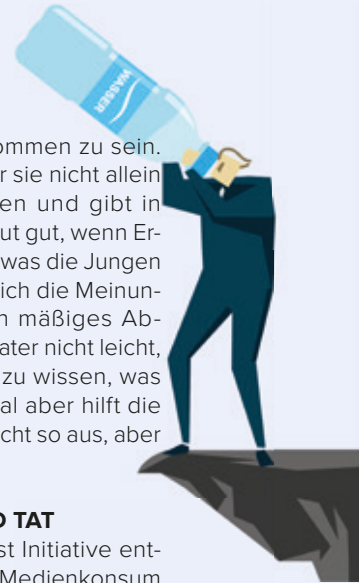 WASSER
ommen zu sein.
r sie nicht allein
en und gibt in
ut gut, wenn Er-
was die Jungen
ich die Meinun-
n mäßiges Ab-
ater nicht leicht,
zu wissen, was
al aber hilft die
cht so aus, aber
D TAT
st Initiative ent-
Medienkonsum